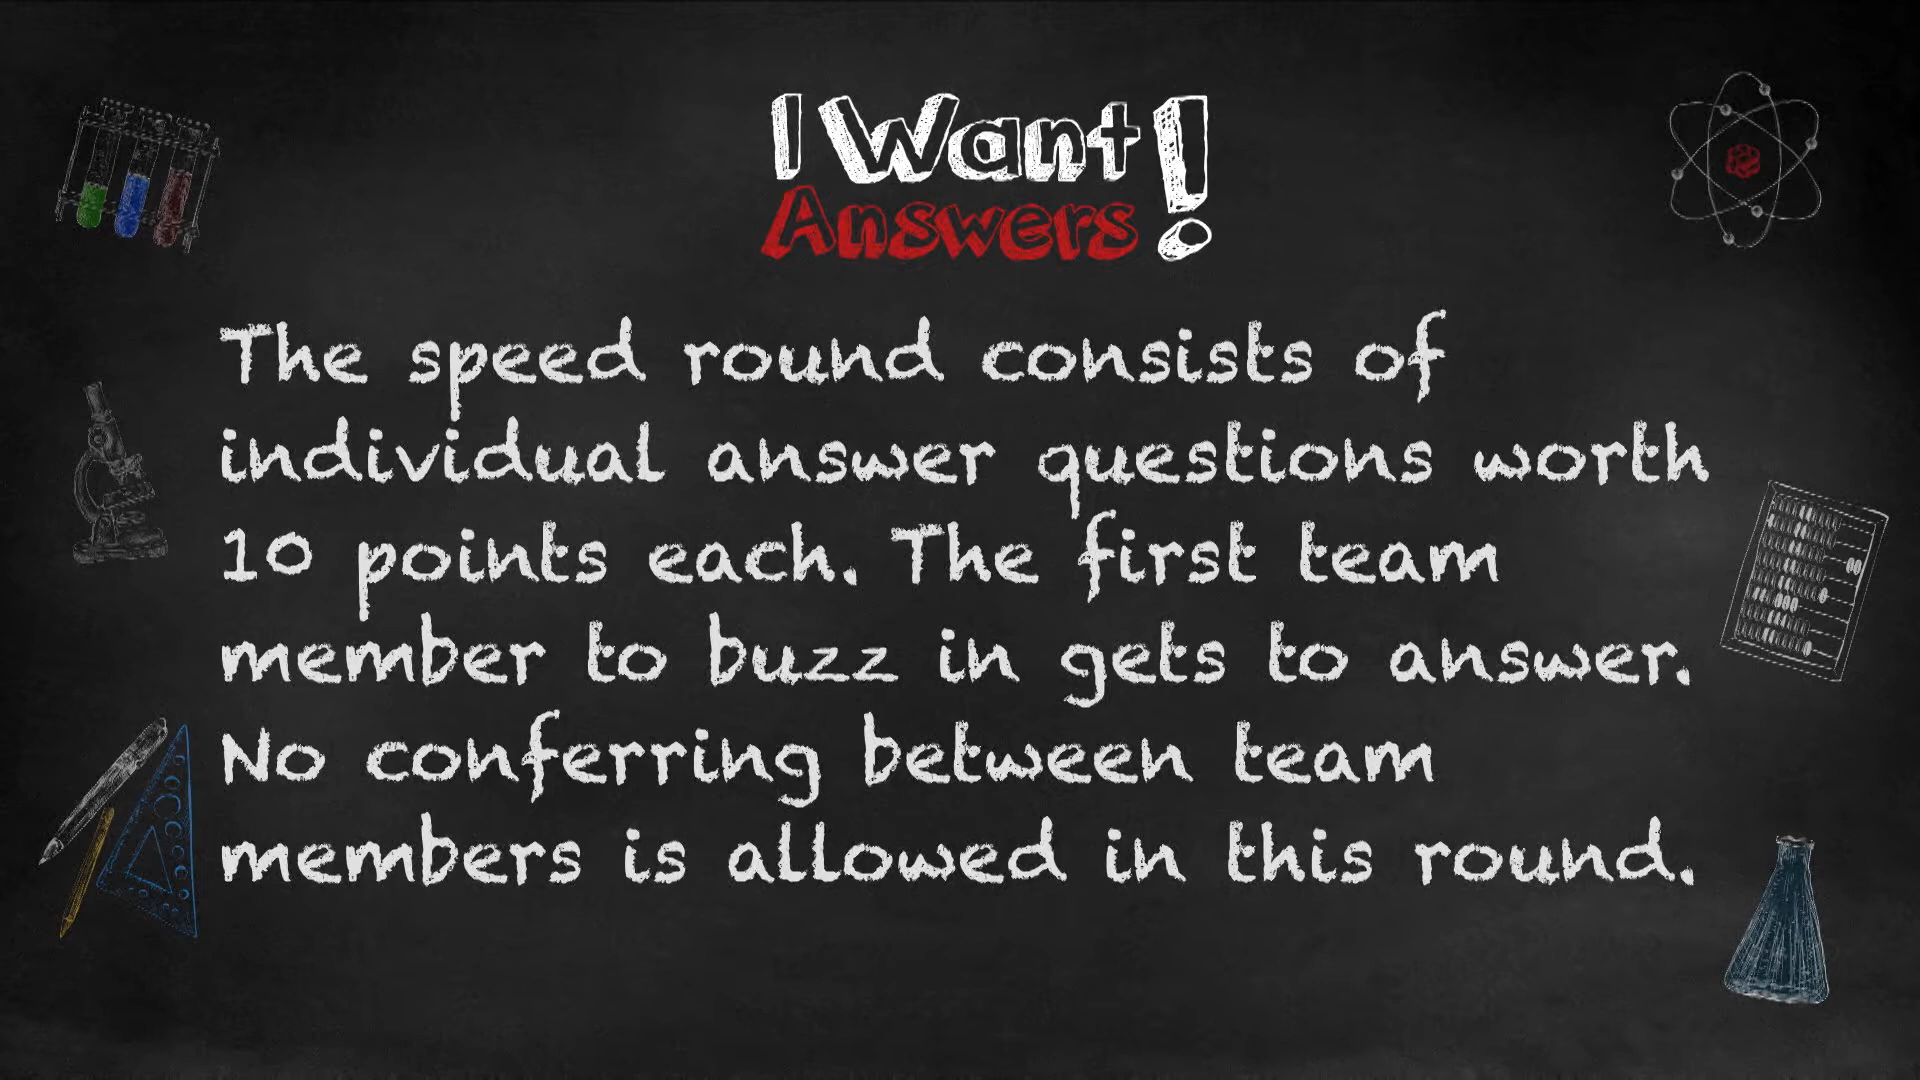 I Want!
Answers
The speed round consists of
individual answer questions worth
10 points each. The first team
member to buzz in gets to answer.
No conferring between team
members is allowed in this round.